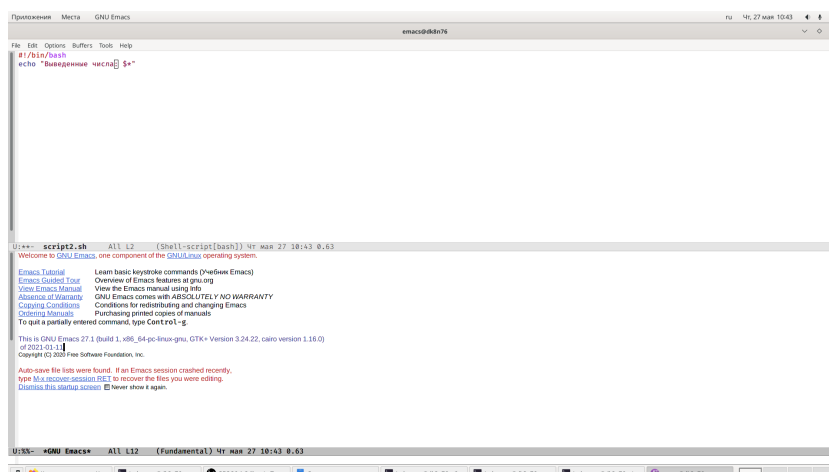 Приложения Места GNU Emacs ru Чт, 27 мая 10:43
emacs@dk8n76
File Edit Options Buffers Tools Help
#!/bin/bash
echo "Выведенные числа: $*"
U:**- script2.sh All L2 (Shell-script[bash]) Чт мая 27 10:43 0.63
Welcome to GNU Emacs, one component of the GNU/Linux operating system.
Emacs Tutorial Learn basic keystroke commands (Учебник Emacs)
Emacs Guided Tour Overview of Emacs features at gnu.org
View Emacs Manual View the Emacs manual using Info
Absence of Warranty GNU Emacs comes with ABSOLUTELY NO WARRANTY
Copying Conditions Conditions for redistributing and changing Emacs
Ordering Manuals Purchasing printed copies of manuals
To quit a partially entered command, type Control-g.
This is GNU Emacs 27.1 (build 1, x86_64-pc-linux-gnu, GTK+ Version 3.24.22, cairo version 1.16.0)
of 2021-01-11
Copyright (C) 2020 Free Software Foundation, Inc.
Auto-save file lists were found. If an Emacs session crashed recently,
type M-x recover-session RET to recover the files you were editing.
Dismiss this startup screen Never show it again.
U:%%- *GNU Emacs* All L12 (Fundamental) Чт мая 27 10:43 0.63